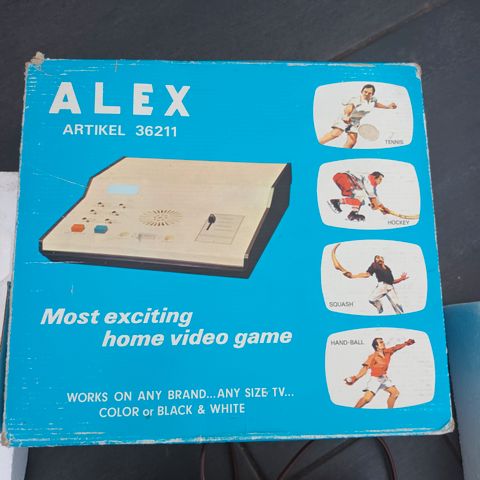 ALEX
ARTIKEL 36211
TENNIS
HOCKEY
SQUASH
HAND-BALL
Most exciting
home video game
WORKS ON ANY BRAND...ANY SIZE TV...
COLOR or BLACK & WHITE